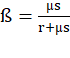 ß = μs / r+μs